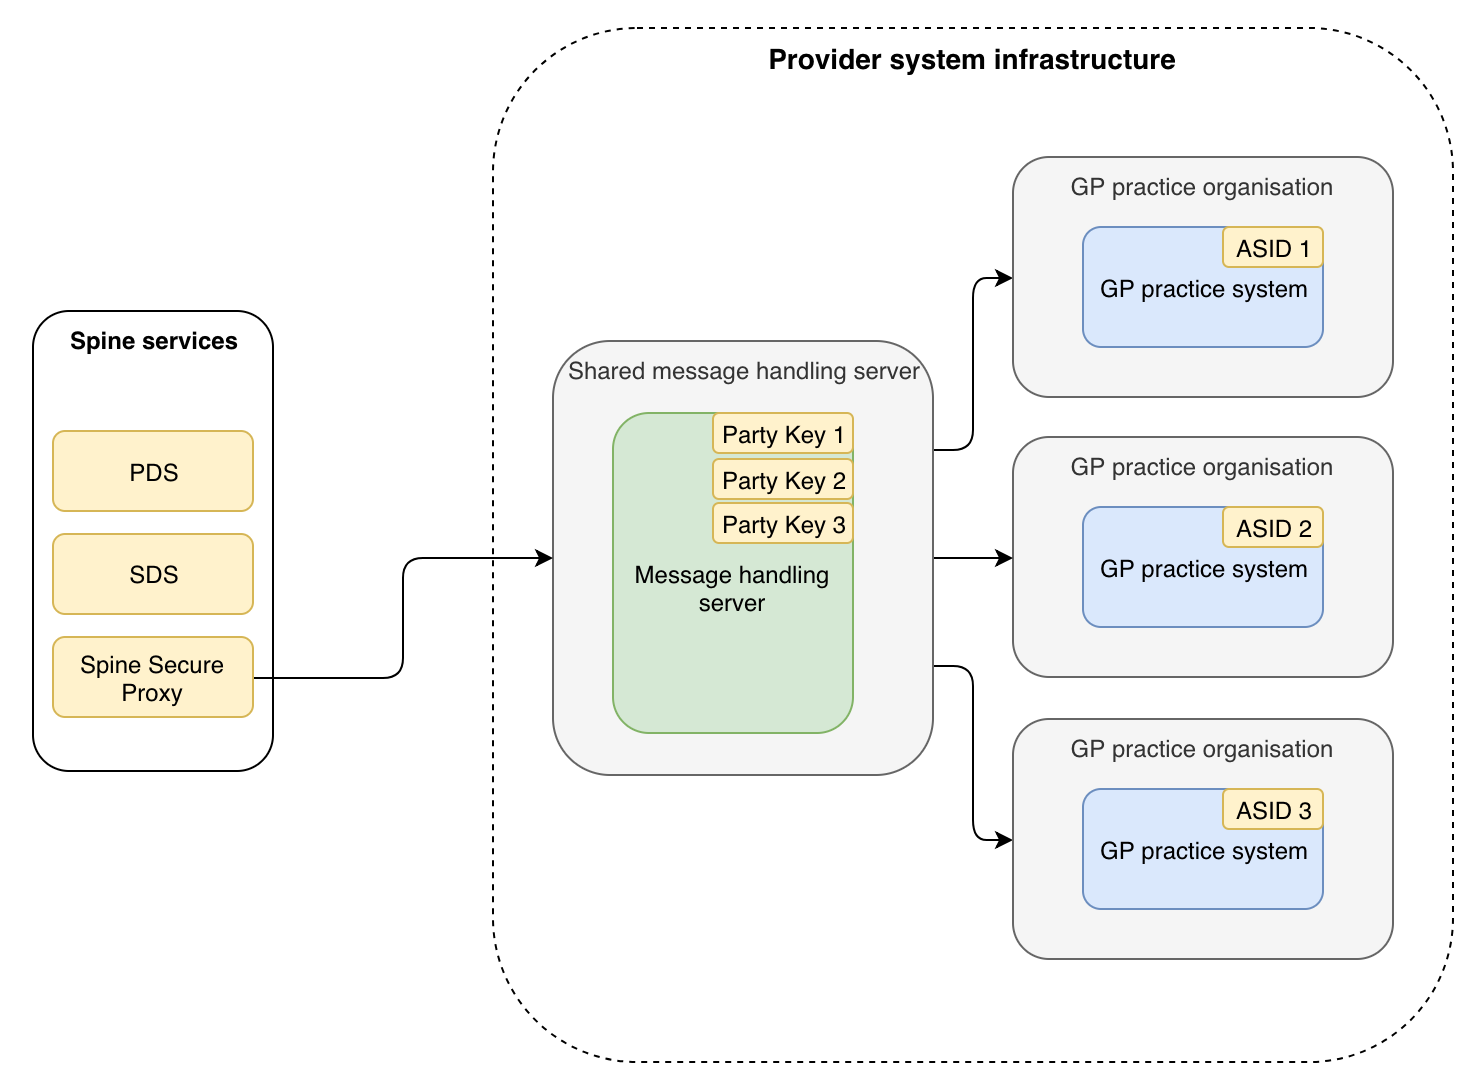 Provider system infrastructure
Spine services
PDS
SDS
Spine Secure
Proxy
Shared message handling server
Party Key 1
Party Key 2
Party Key 3
Message handling
server
GP practice organisation
ASID 1
GP practice system
GP practice organisation
ASID 2
GP practice system
GP practice organisation
ASID 3
GP practice system